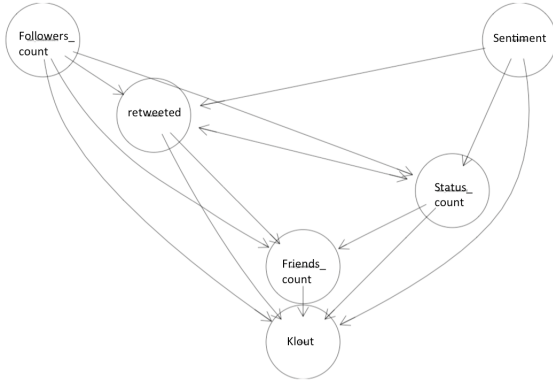 Followers_
count
Sentiment
retweeted
Status_
count
Friends_
count
Klout